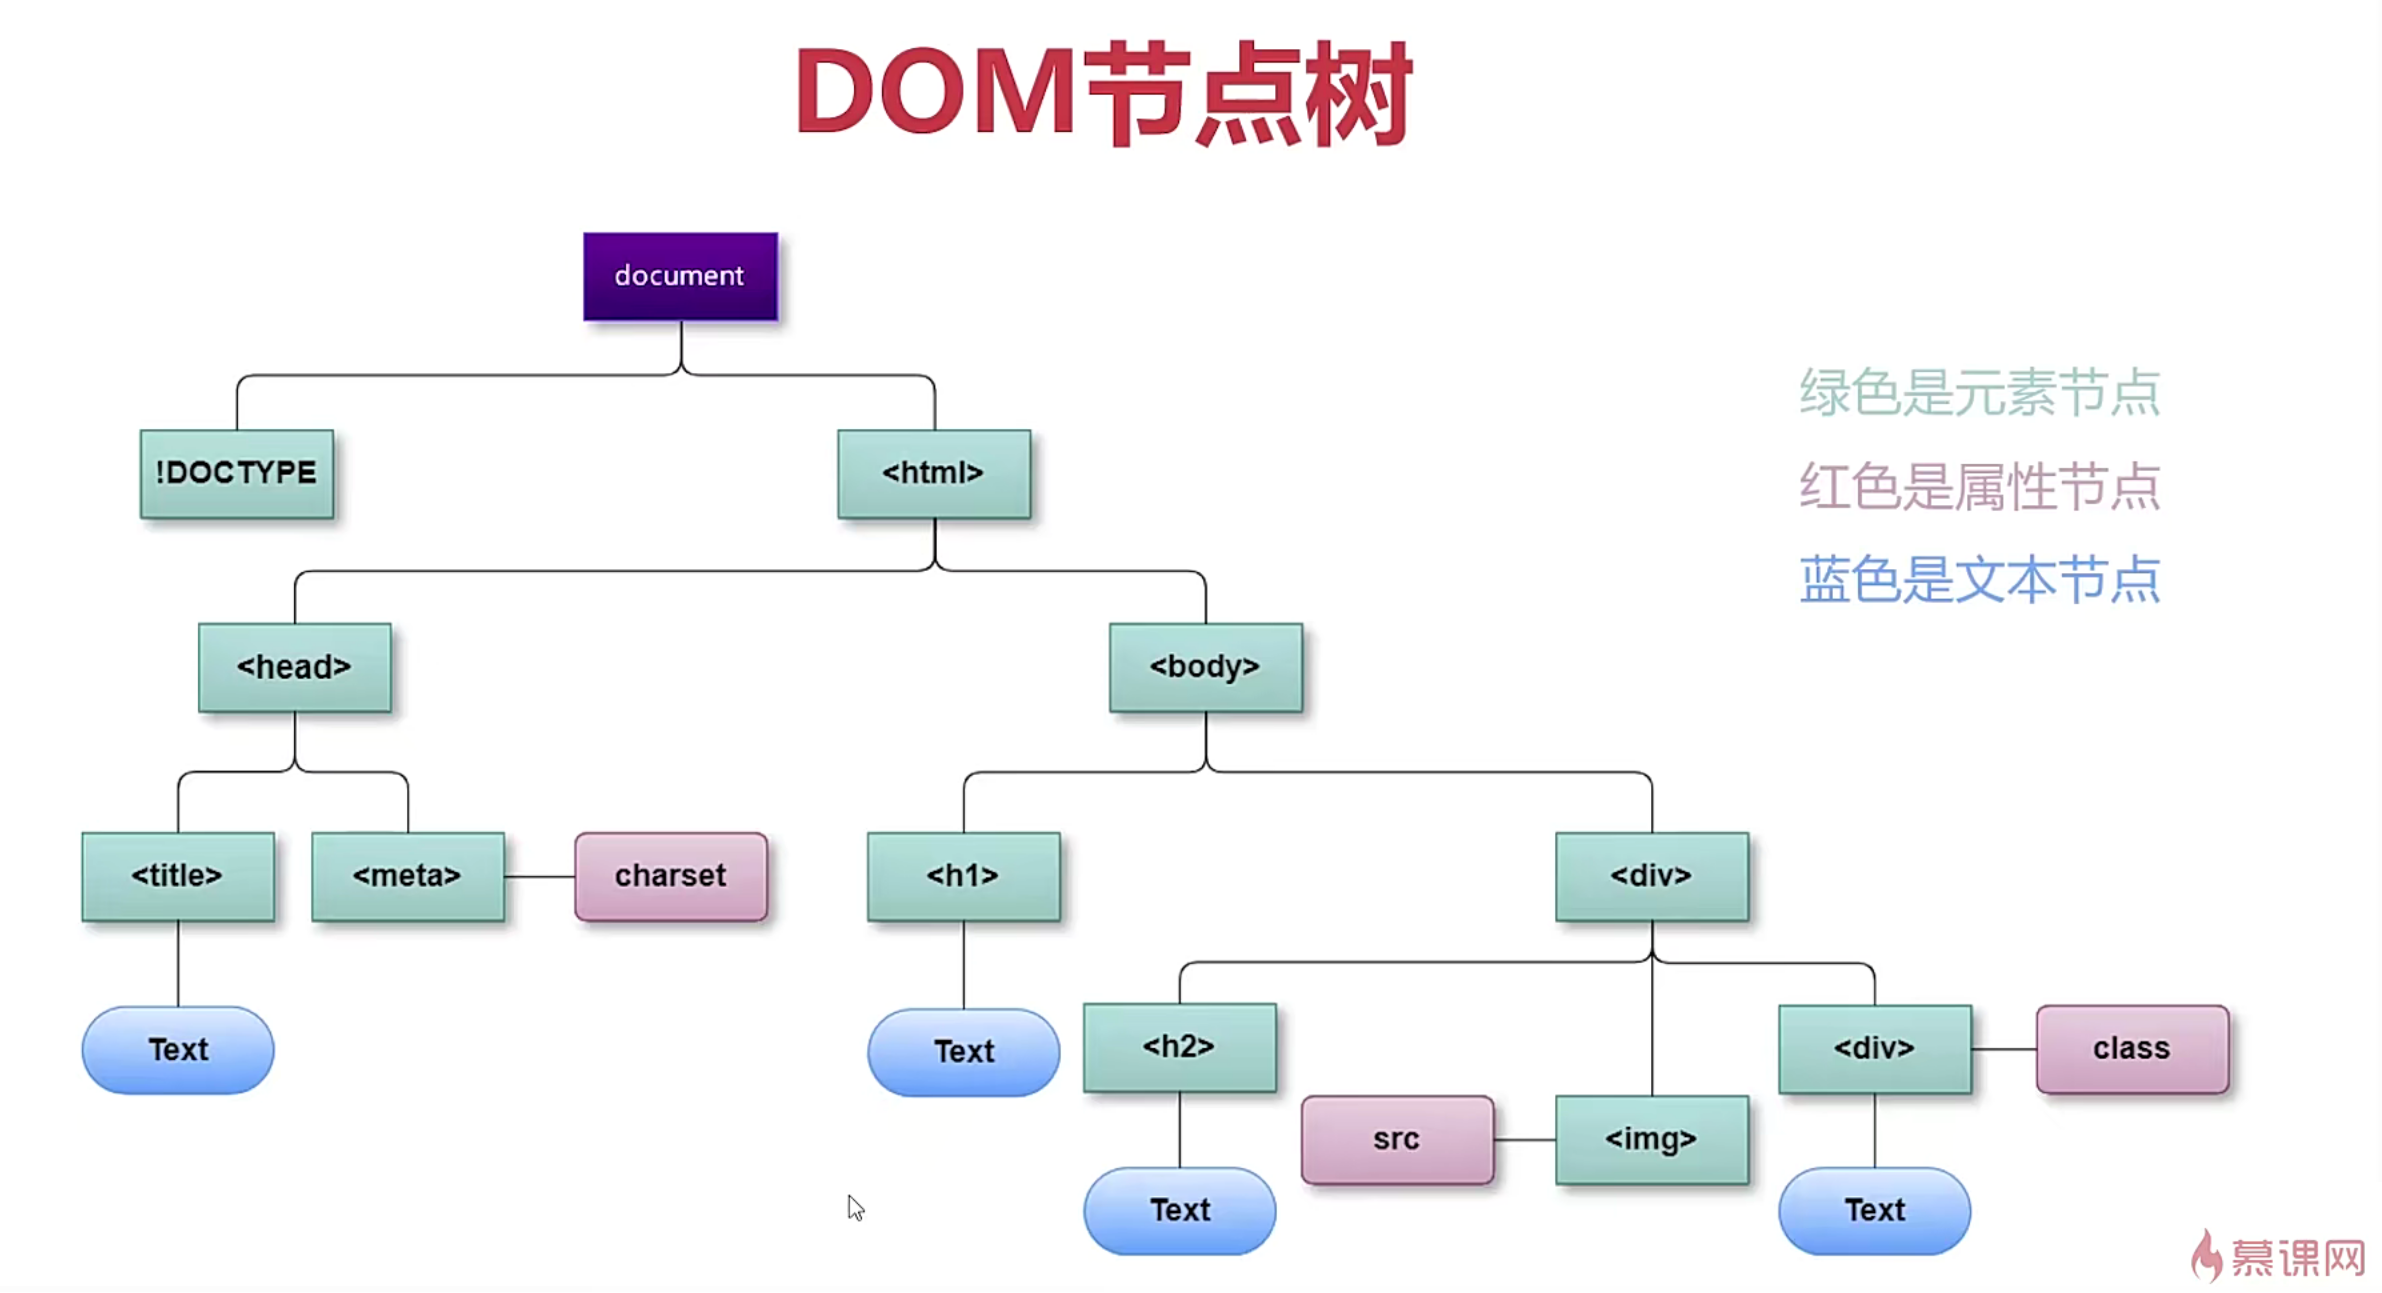 DOM节点树
document
绿色是元素节点
!DOCTYPE
<html>
红色是属性节点
蓝色是文本节点
<head>
<body>
<title>
<meta>
charset
<h1>
<div>
Text
Text
<h2>
<div>
class
src
<img>
Text
Text
慕课网